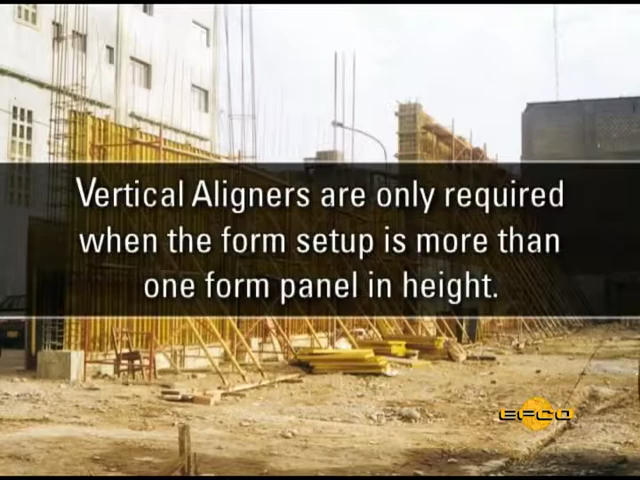 Vertical Aligners are only required
when the form setup is more than
one form panel in height.
EFCO